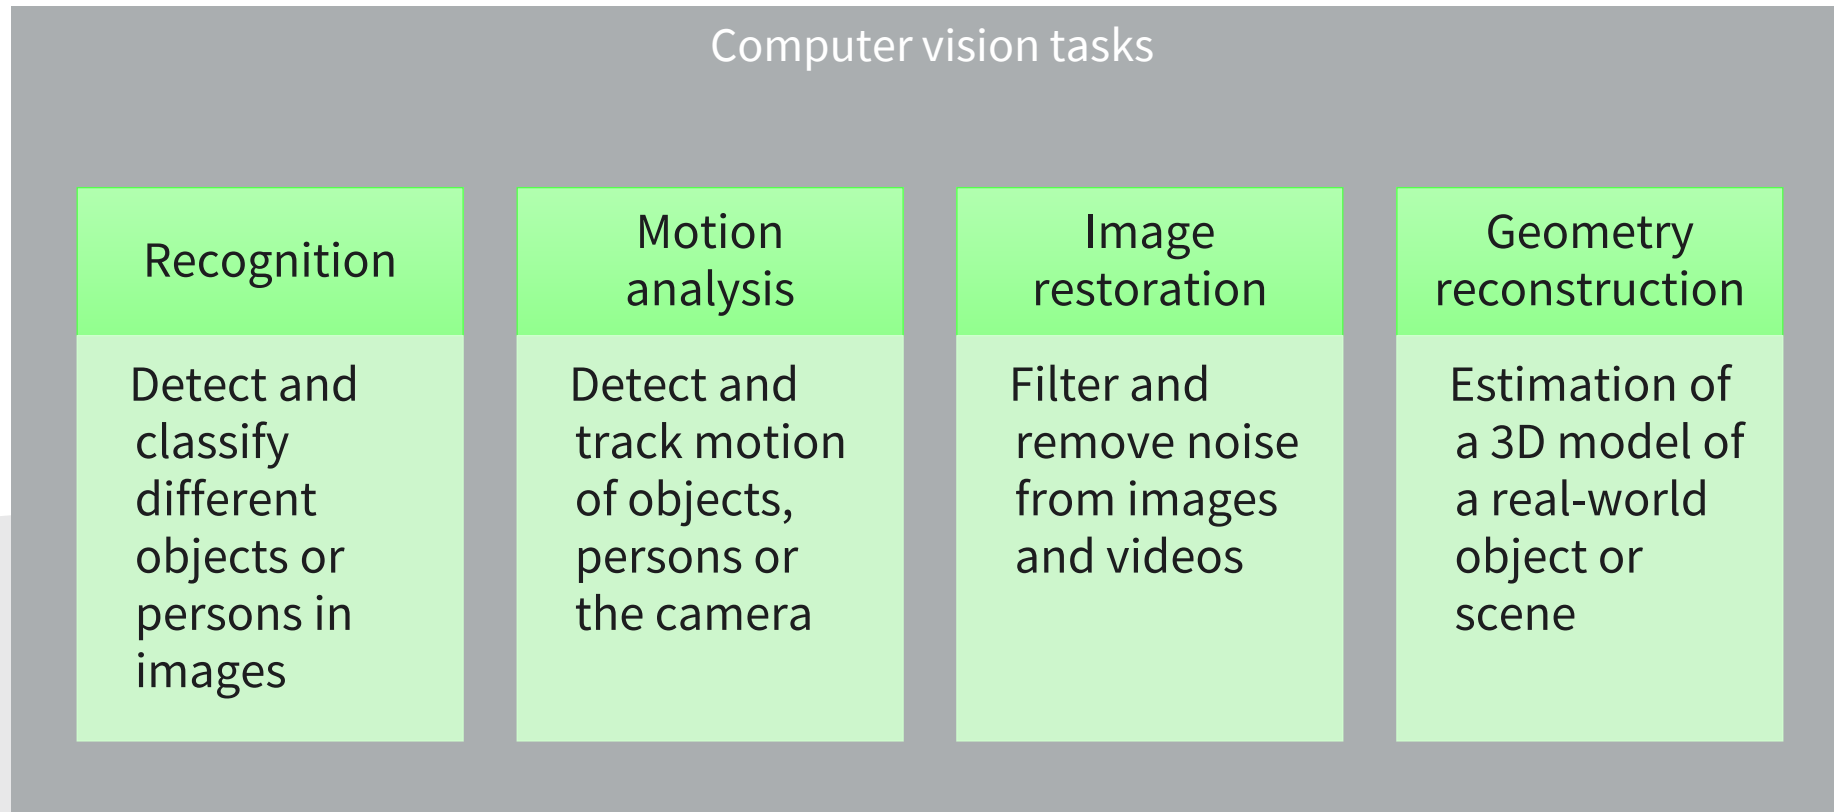 Computer vision tasks
Recognition
Detect and
classify
different
objects or
persons in
images
Motion
analysis
Detect and
track motion
of objects,
persons or
the camera
Image
restoration
Filter and
remove noise
from images
and videos
Geometry
reconstruction
Estimation of
a 3D model of
a real-world
object or
scene